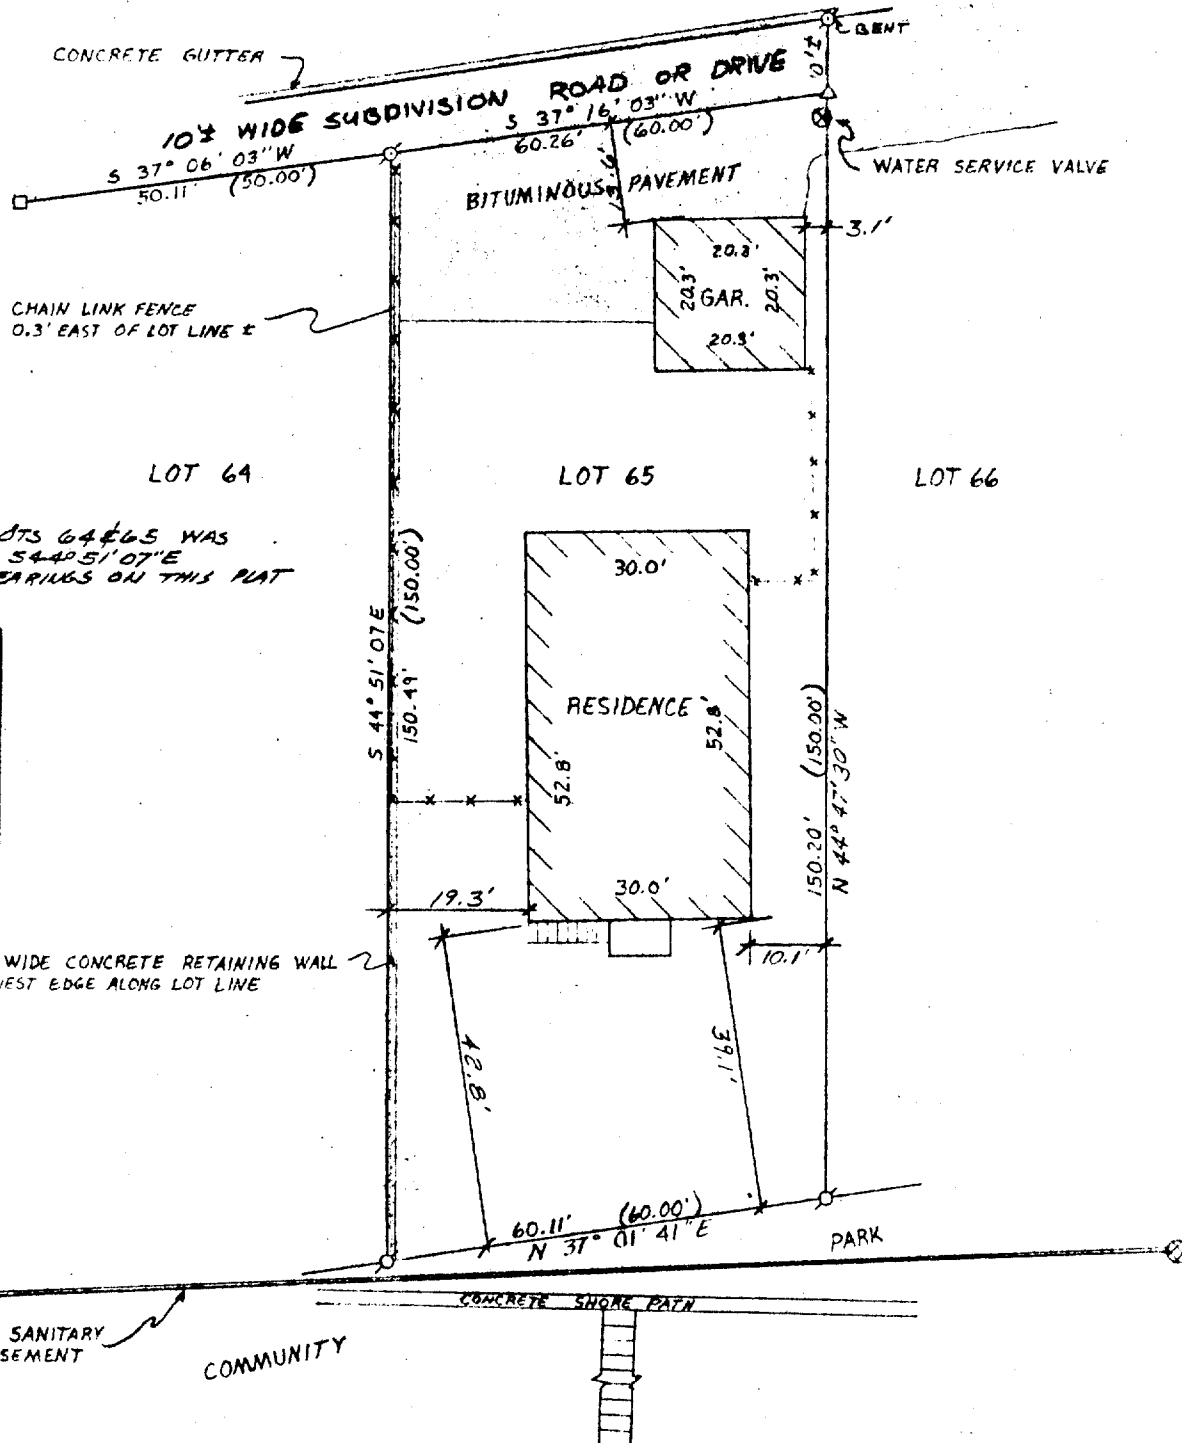 CONCRETE GUTTER
BENT
10'± WIDE SUBDIVISION ROAD OR DRIVE
S 37° 16' 03" W
60.26' (60.00')
S 37° 06' 03" W
50.11' (50.00')
WATER SERVICE VALVE
BITUMINOUS PAVEMENT
3.1'
20.3'
20.3' GAR. 20.3'
20.3'
CHAIN LINK FENCE
0.3' EAST OF LOT LINE ±
LOT 64
LOT 65
LOT 66
OTS 64 & 65 WAS
S44°51'07"E
EARINGS ON THIS PLAT
S 44° 51' 07 E
150.49' (150.00')
30.0'
RESIDENCE
52.8'
52.8'
30.0'
150.20' (150.00')
N 44° 47' 30" W
19.3'
10.1'
WIDE CONCRETE RETAINING WALL
EST EDGE ALONG LOT LINE
42.8'
39.1'
60.11' (60.00')
N 37° 01' 41" E
PARK
CONCRETE SHORE PATH
SANITARY
SEMENT
COMMUNITY